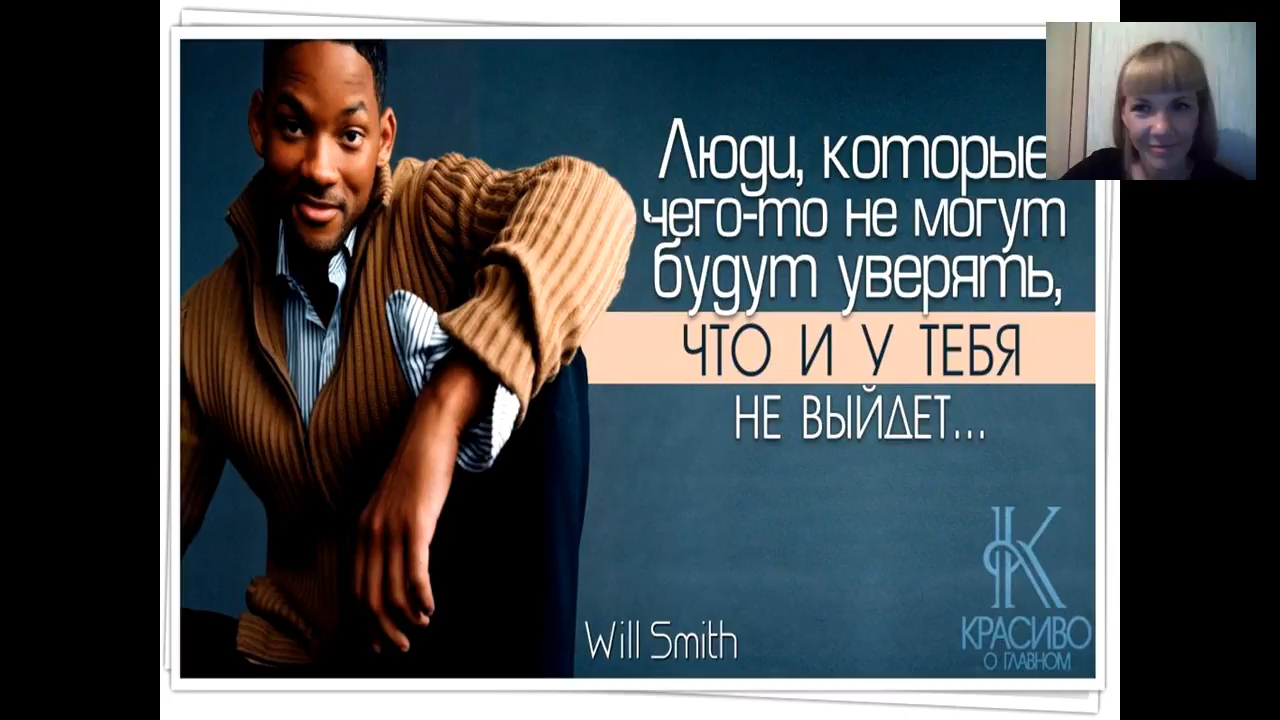 Люди, которые
чего-то не могут
будут уверять,
ЧТО И У ТЕБЯ
НЕ ВЫЙДЕТ...
Will Smith
КРАСИВО
О ГЛАВНОМ